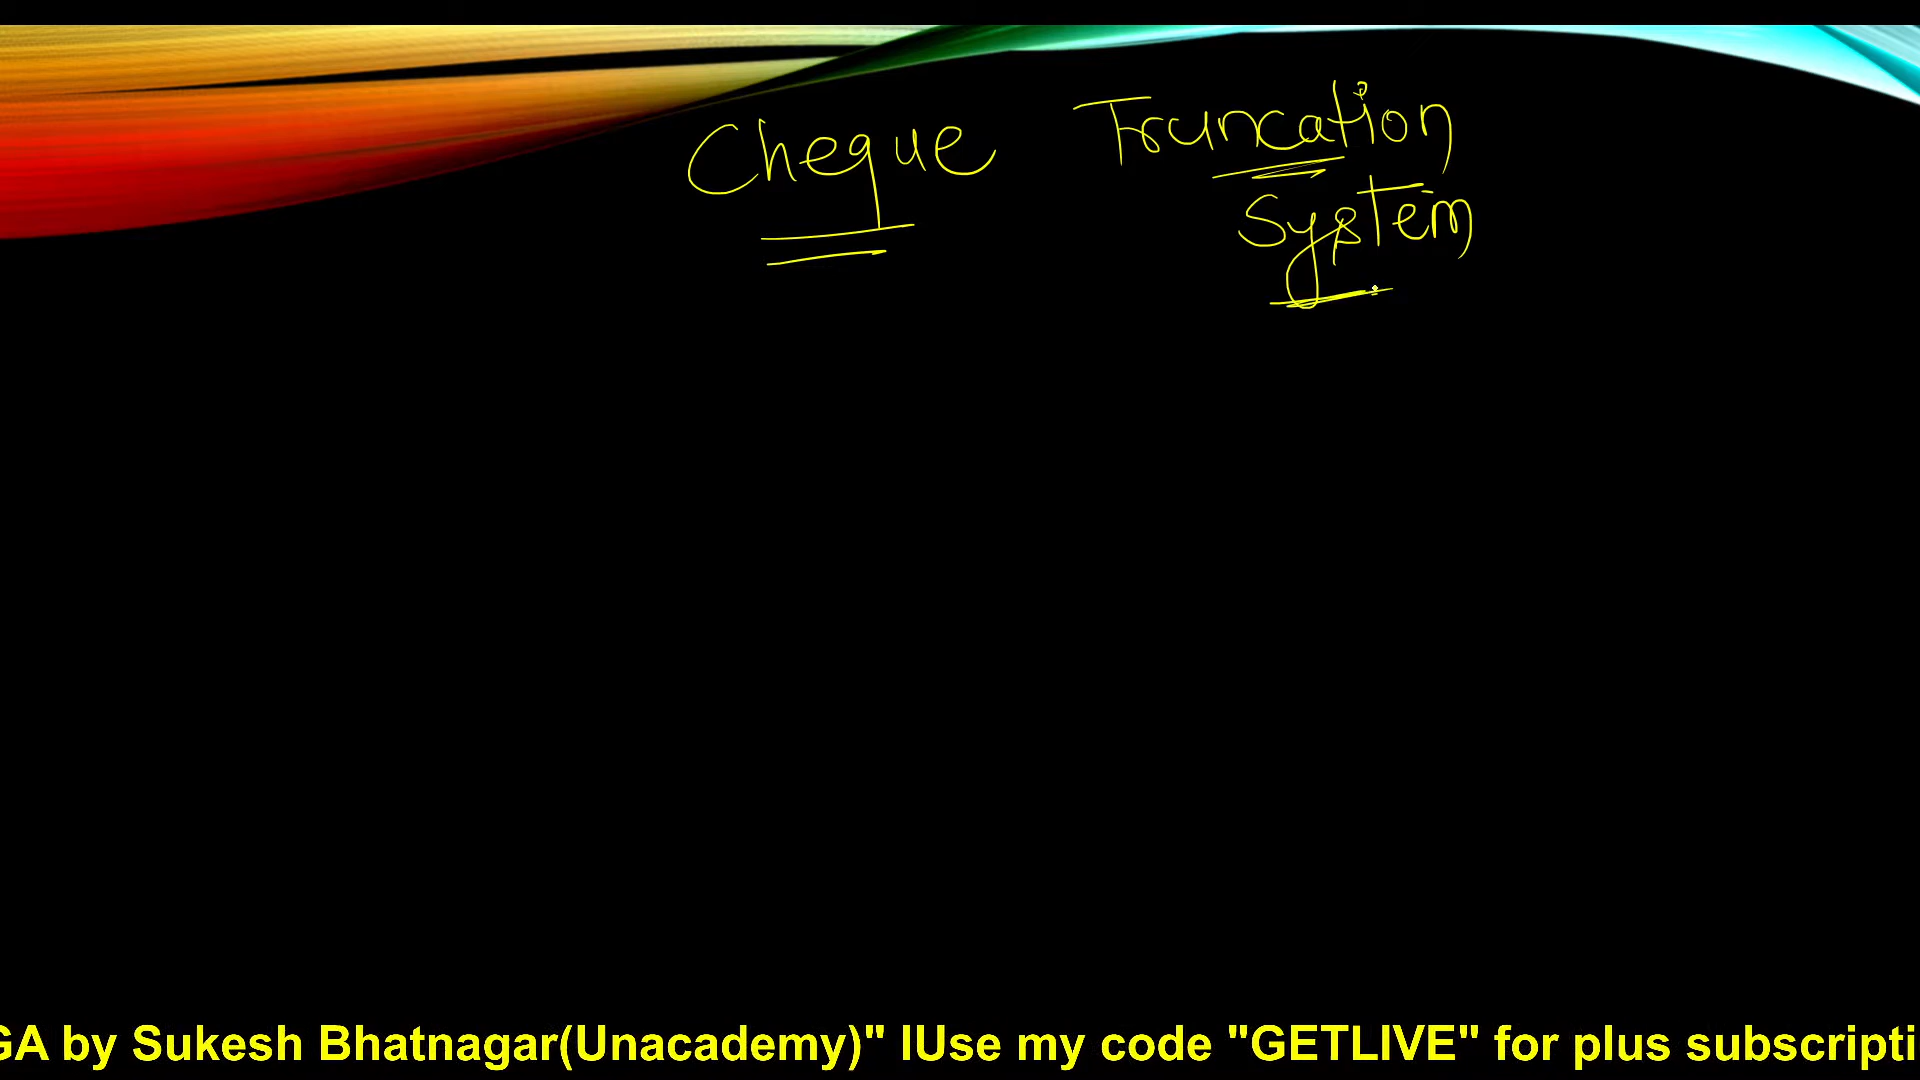 Cheque Truncation
System
GA by Sukesh Bhatnagar(Unacademy)" IUse my code "GETLIVE" for plus subscripti